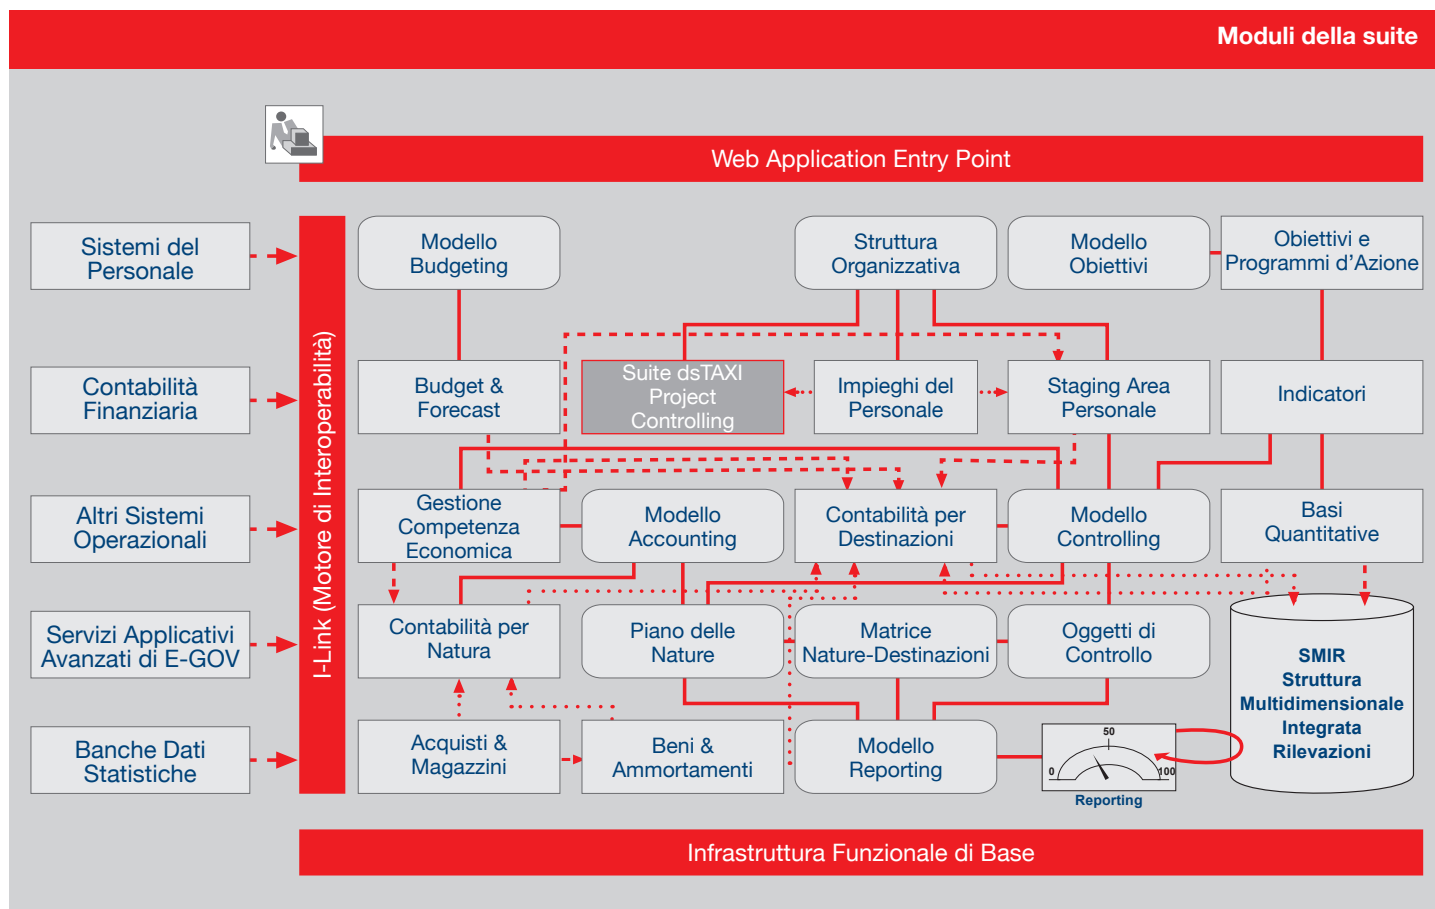 Moduli della suite
Web Application Entry Point
Sistemi del
Personale
Modello
Budgeting
Struttura
Organizzativa
Modello
Obiettivi
Obiettivi e
Programmi d'Azione
I-Link (Motore di Interoperabilità)
Contabilità
Finanziaria
Budget &
Forecast
Suite dsTAXI
Project
Controlling
Impieghi del
Personale
Staging Area
Personale
Indicatori
Altri Sistemi
Operazionali
Gestione
Competenza
Economica
Modello
Accounting
Contabilità per
Destinazioni
Modello
Controlling
Basi
Quantitative
Servizi Applicativi
Avanzati di E-GOV
Contabilità per
Natura
Piano delle
Nature
Matrice
Nature-Destinazioni
Oggetti di
Controllo
SMIR
Struttura
Multidimensionale
Integrata
Rilevazioni
Banche Dati
Statistiche
Acquisti &
Magazzini
Beni &
Ammortamenti
Modello
Reporting
50
0
100
Reporting
Infrastruttura Funzionale di Base